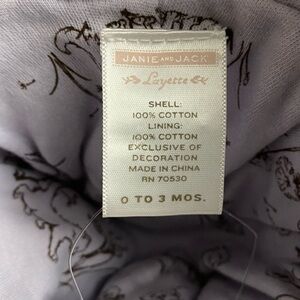 JANIE AND JACK
Layette
SHELL:
100% COTTON
LINING:
100% COTTON
EXCLUSIVE OF
DECORATION
MADE IN CHINA
RN 70530
0 TO 3 MOS.